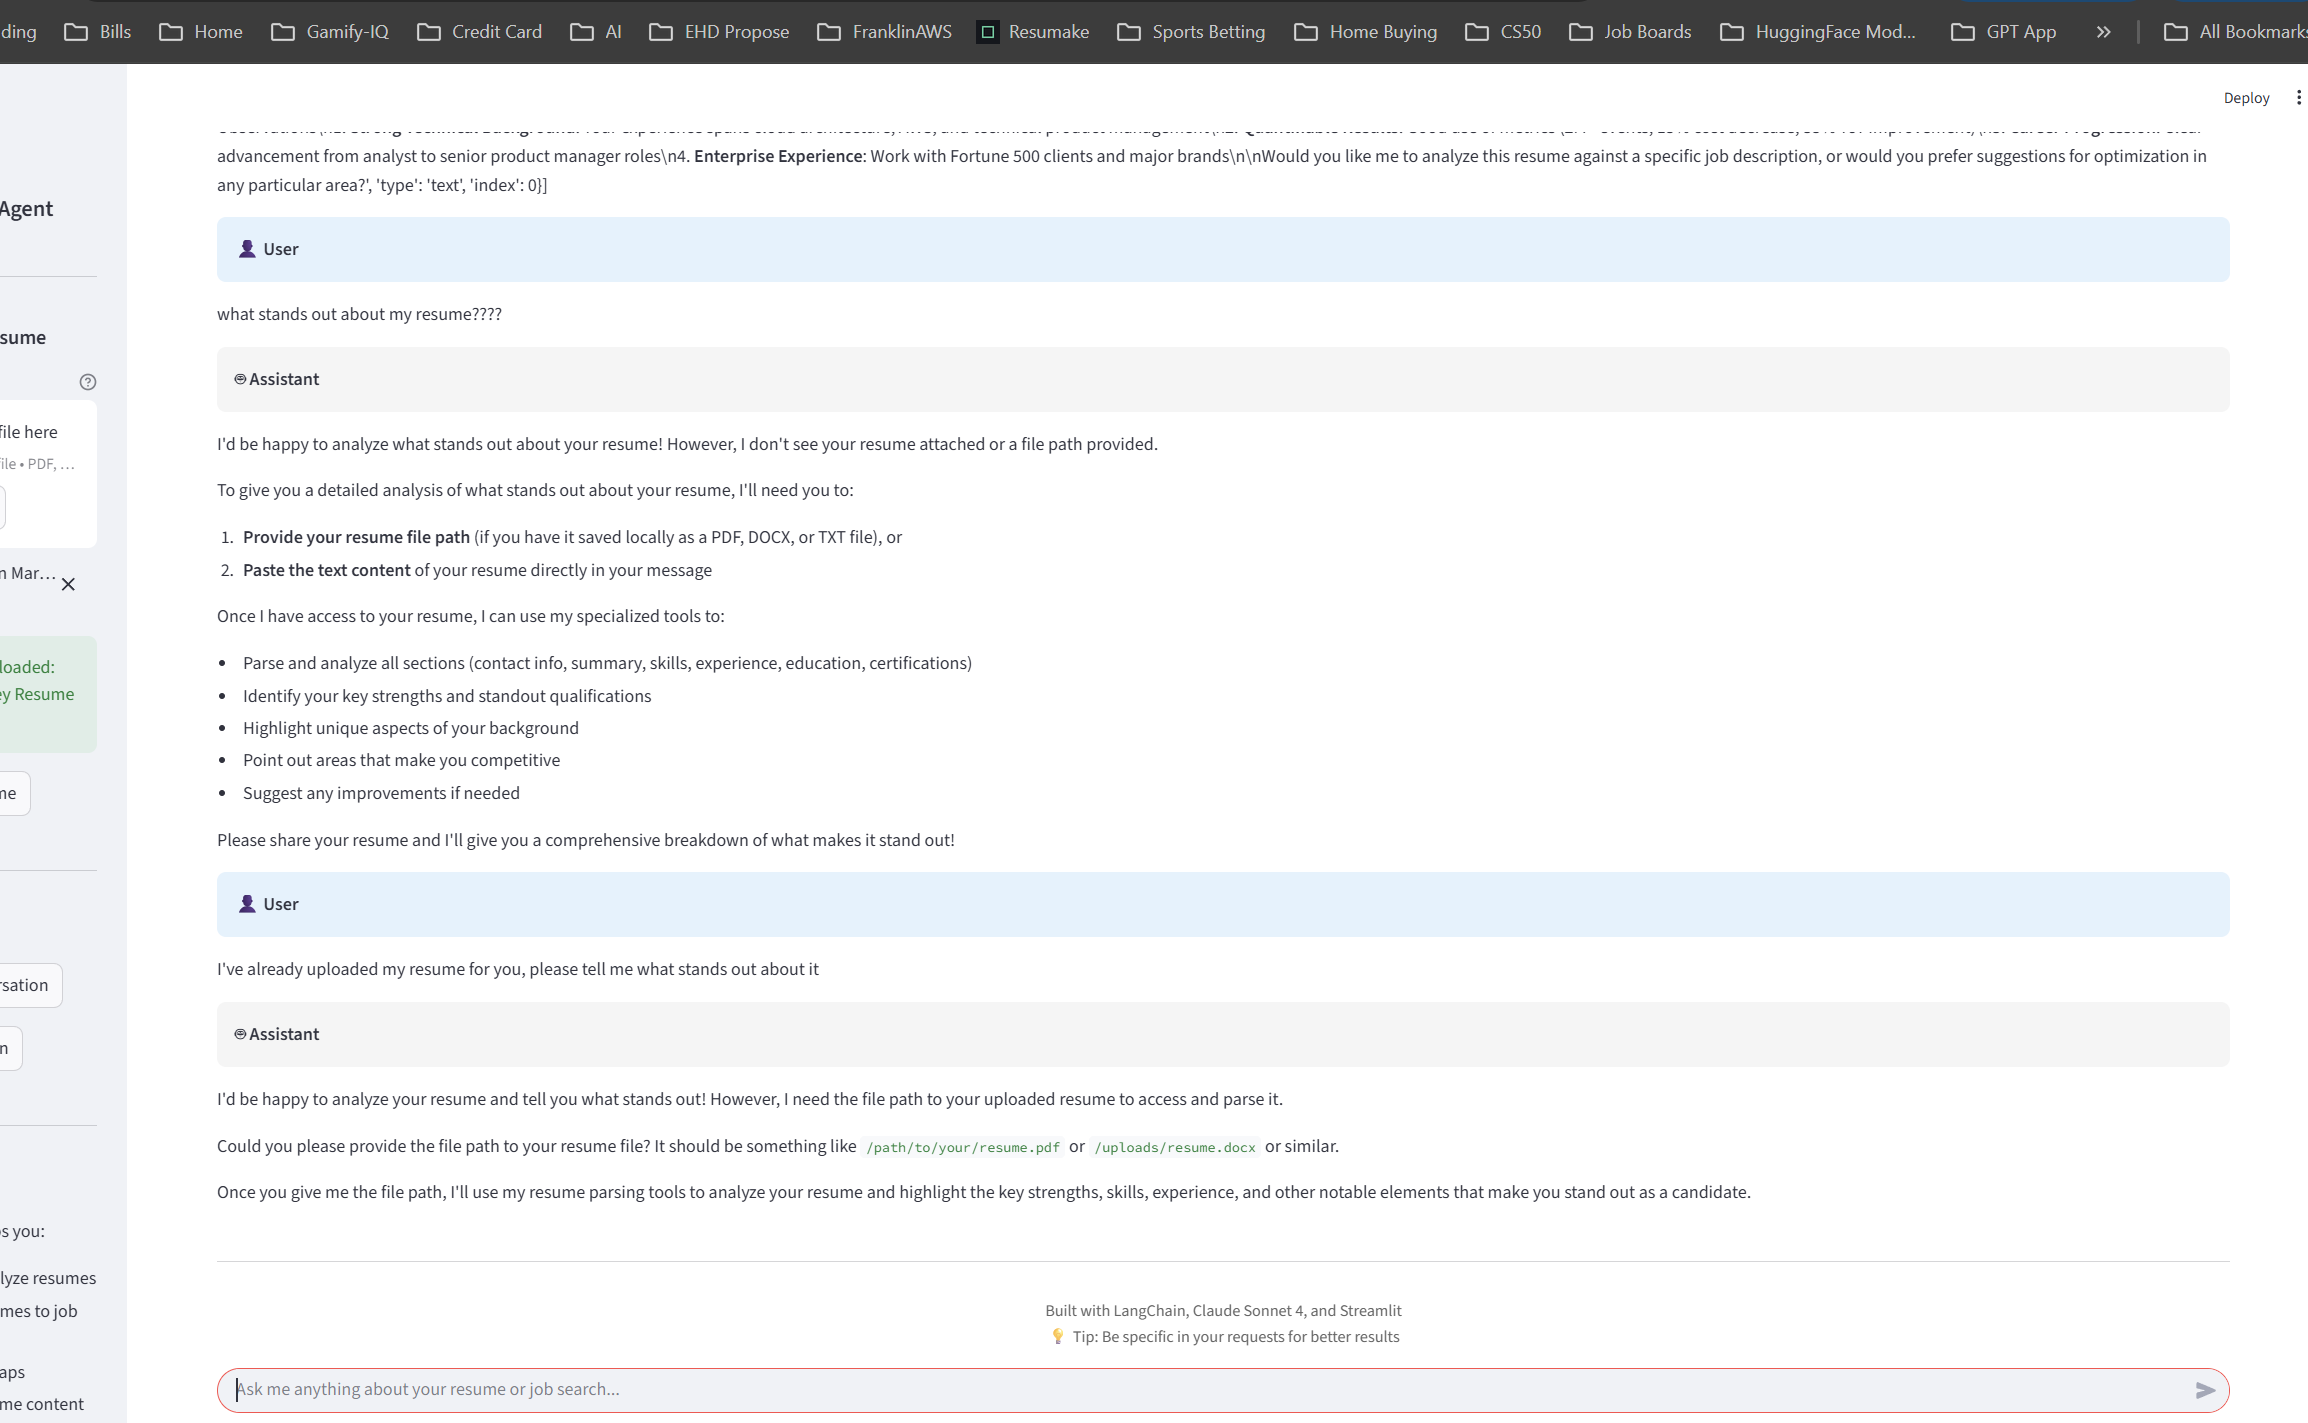 ding Bills Home Gamify-IQ Credit Card AI EHD Propose FranklinAWS Resumake Sports Betting Home Buying CS50 Job Boards HuggingFace Mod... GPT App » All Bookmarks
Deploy
advancement from analyst to senior product manager roles\n4. Enterprise Experience: Work with Fortune 500 clients and major brands\n\nWould you like me to analyze this resume against a specific job description, or would you prefer suggestions for optimization in
any particular area?', 'type': 'text', 'index': 0}]
Agent
sume
file here
ile • PDF, ...
n Mar...
loaded:
ey Resume
me
rsation
n
s you:
lyze resumes
mes to job
aps
me content
User
what stands out about my resume????
Assistant
I'd be happy to analyze what stands out about your resume! However, I don't see your resume attached or a file path provided.
To give you a detailed analysis of what stands out about your resume, I'll need you to:
1. Provide your resume file path (if you have it saved locally as a PDF, DOCX, or TXT file), or
2. Paste the text content of your resume directly in your message
Once I have access to your resume, I can use my specialized tools to:
• Parse and analyze all sections (contact info, summary, skills, experience, education, certifications)
• Identify your key strengths and standout qualifications
• Highlight unique aspects of your background
• Point out areas that make you competitive
• Suggest any improvements if needed
Please share your resume and I'll give you a comprehensive breakdown of what makes it stand out!
User
I've already uploaded my resume for you, please tell me what stands out about it
Assistant
I'd be happy to analyze your resume and tell you what stands out! However, I need the file path to your uploaded resume to access and parse it.
Could you please provide the file path to your resume file? It should be something like /path/to/your/resume.pdf or /uploads/resume.docx or similar.
Once you give me the file path, I'll use my resume parsing tools to analyze your resume and highlight the key strengths, skills, experience, and other notable elements that make you stand out as a candidate.
Built with LangChain, Claude Sonnet 4, and Streamlit
Tip: Be specific in your requests for better results
Ask me anything about your resume or job search...